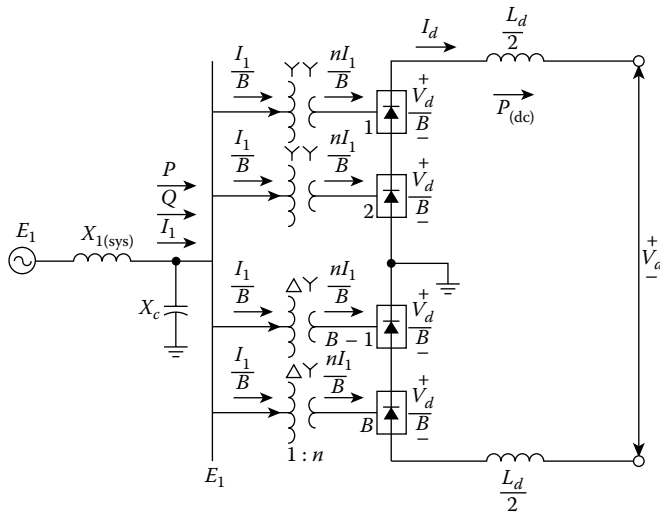 I_d
L_d/2
I_1/B
Y Y
nI_1/B
1
+
V_d/B
−
P_(dc)
I_1/B
Y Y
nI_1/B
2
+
V_d/B
−
P
Q
I_1
E_1
X_1(sys)
X_c
+
V_d
−
I_1/B
Δ Y
nI_1/B
B − 1
+
V_d/B
−
I_1/B
Δ Y
nI_1/B
B
+
V_d/B
−
1 : n
E_1
L_d/2